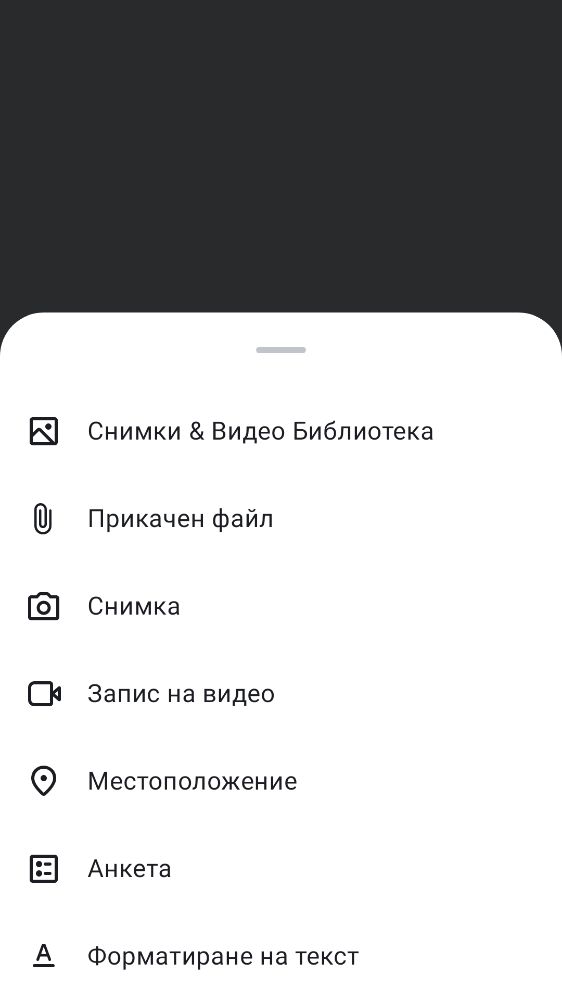 Снимки & Видео Библиотека
Прикачен файл
Снимка
Запис на видео
Местоположение
Анкета
Форматиране на текст